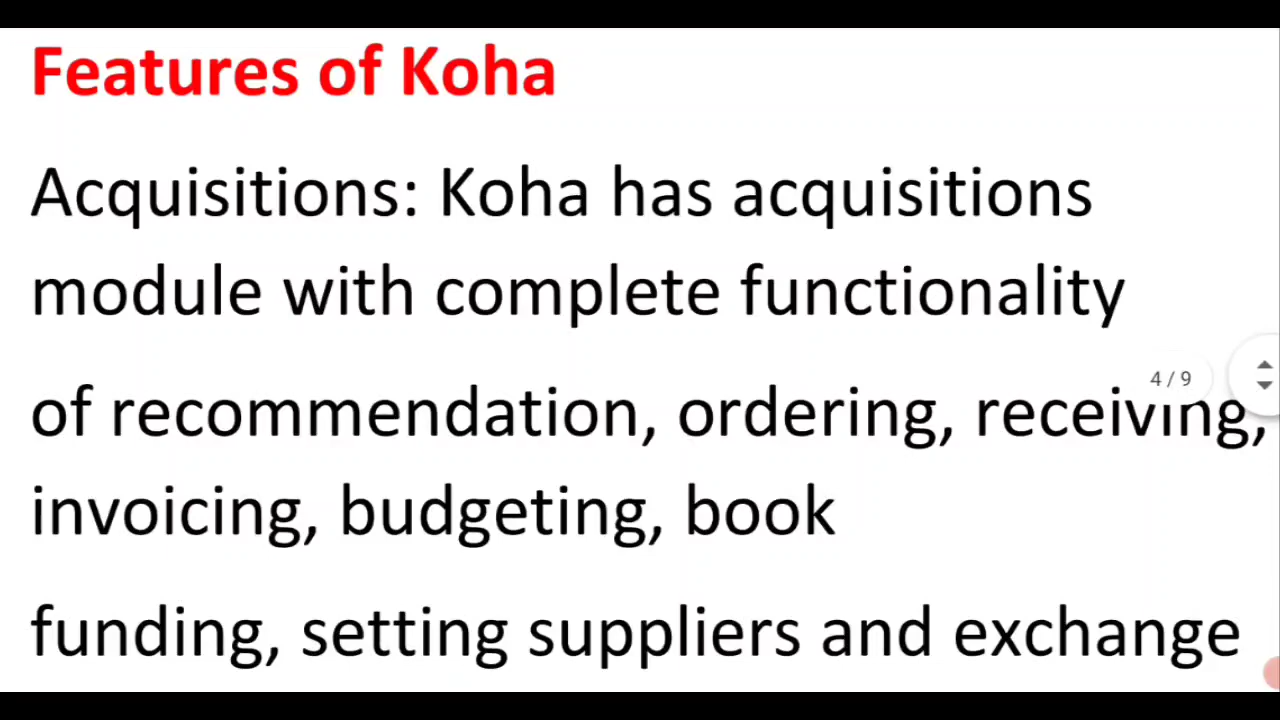 Features of Koha
Acquisitions: Koha has acquisitions
module with complete functionality
4 / 9
of recommendation, ordering, receiving,
invoicing, budgeting, book
funding, setting suppliers and exchange